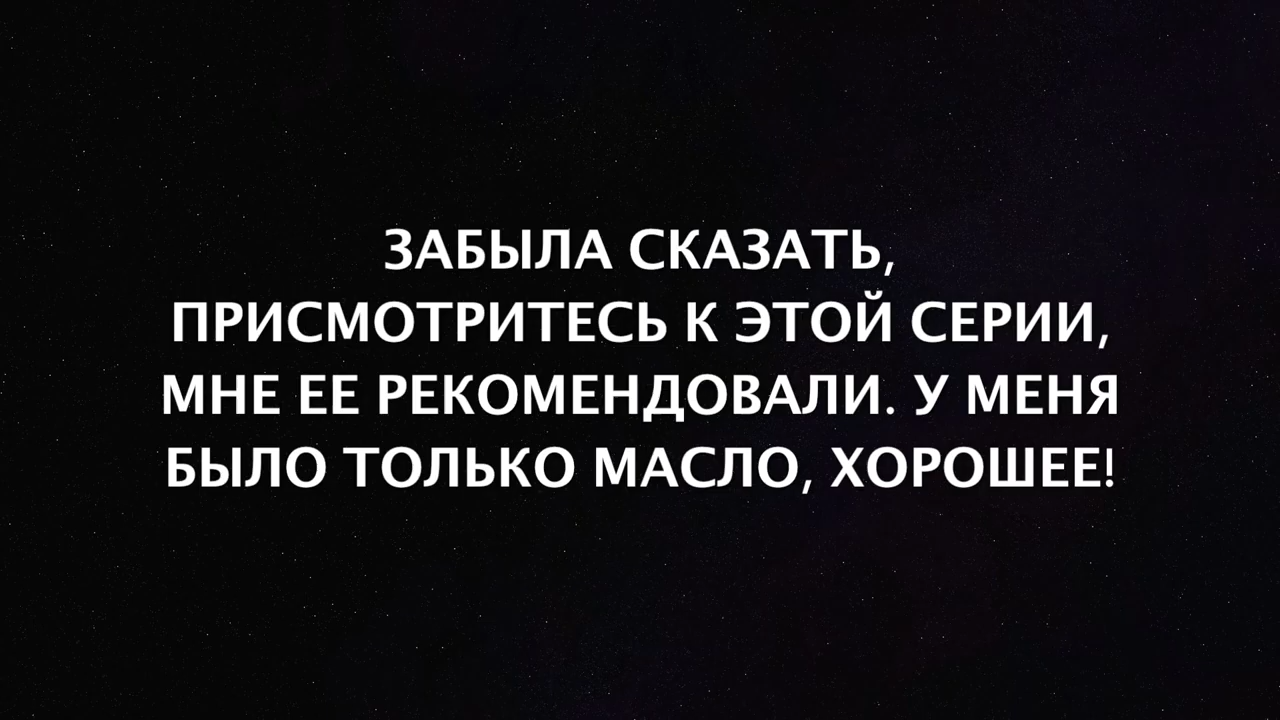 ЗАБЫЛА СКАЗАТЬ,
ПРИСМОТРИТЕСЬ К ЭТОЙ СЕРИИ,
МНЕ ЕЕ РЕКОМЕНДОВАЛИ. У МЕНЯ
БЫЛО ТОЛЬКО МАСЛО, ХОРОШЕЕ!